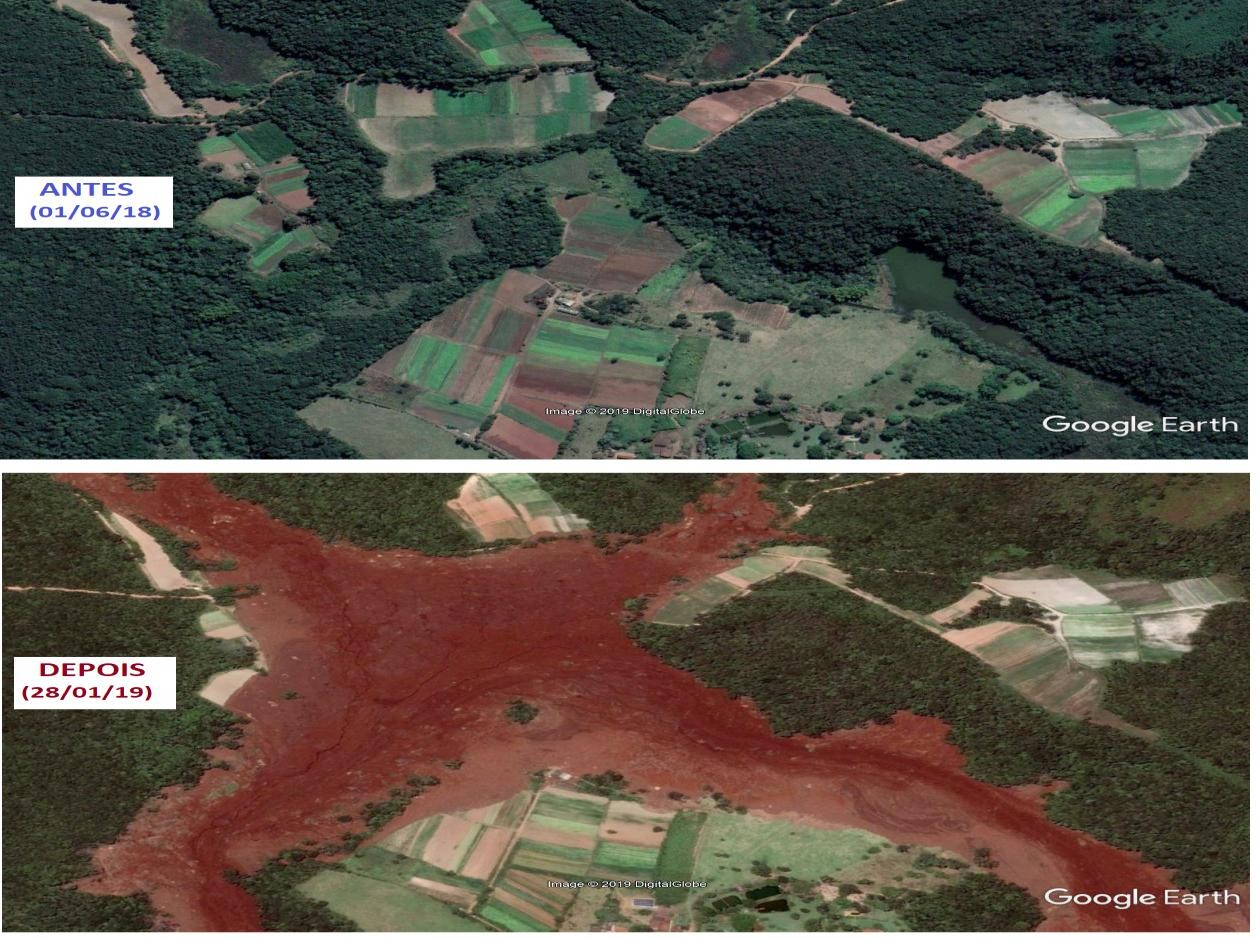 ANTES
(01/06/18)
Image © 2019 DigitalGlobe
Google Earth
DEPOIS
(28/01/19)
Image © 2019 DigitalGlobe
Google Earth